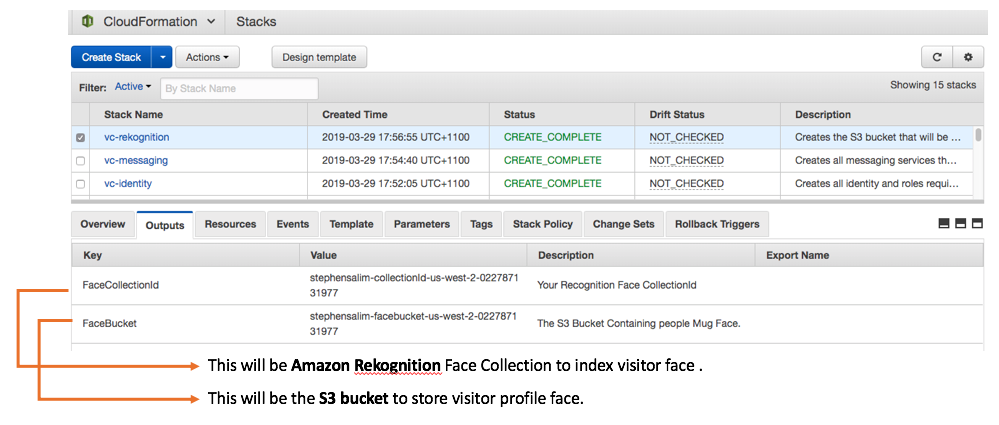 CloudFormation Stacks
Create Stack Actions Design template
Filter: Active By Stack Name Showing 15 stacks
Stack Name Created Time Status Drift Status Description
vc-rekognition 2019-03-29 17:56:55 UTC+1100 CREATE_COMPLETE NOT_CHECKED Creates the S3 bucket that will be ...
vc-messaging 2019-03-29 17:54:40 UTC+1100 CREATE_COMPLETE NOT_CHECKED Creates all messaging services th...
vc-identity 2019-03-29 17:52:05 UTC+1100 CREATE_COMPLETE NOT_CHECKED Creates all identity and roles requi...
Overview Outputs Resources Events Template Parameters Tags Stack Policy Change Sets Rollback Triggers
Key Value Description Export Name
FaceCollectionId stephensalim-collectionId-us-west-2-0227871
31977 Your Recognition Face CollectionId
FaceBucket stephensalim-facebucket-us-west-2-0227871
31977 The S3 Bucket Containing people Mug Face.
This will be Amazon Rekognition Face Collection to index visitor face .
This will be the S3 bucket to store visitor profile face.